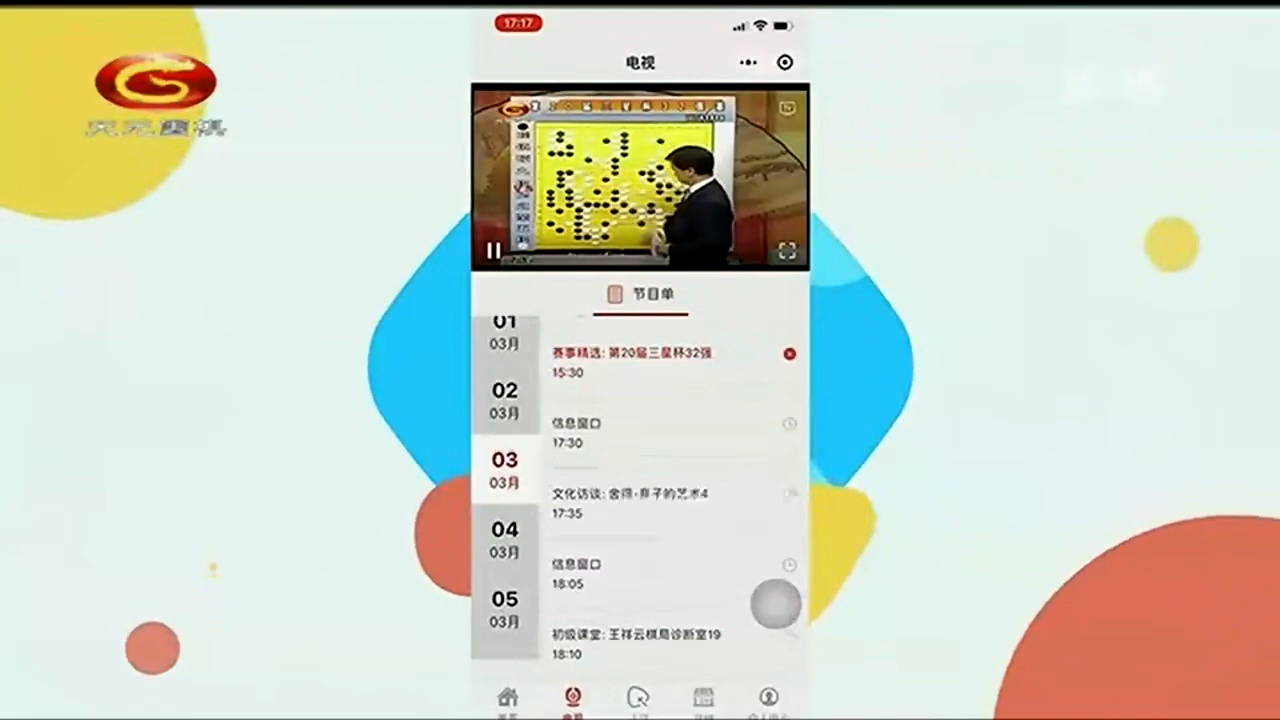 17:17
电视
天元围棋
节目单
01
03月
02
03月
03
03月
04
03月
05
03月
赛事精选: 第20届三星杯32强
15:30
信息窗口
17:30
文化访谈: 舍得·弃子的艺术4
17:35
信息窗口
18:05
初级课堂: 王祥云棋局诊断室19
18:10